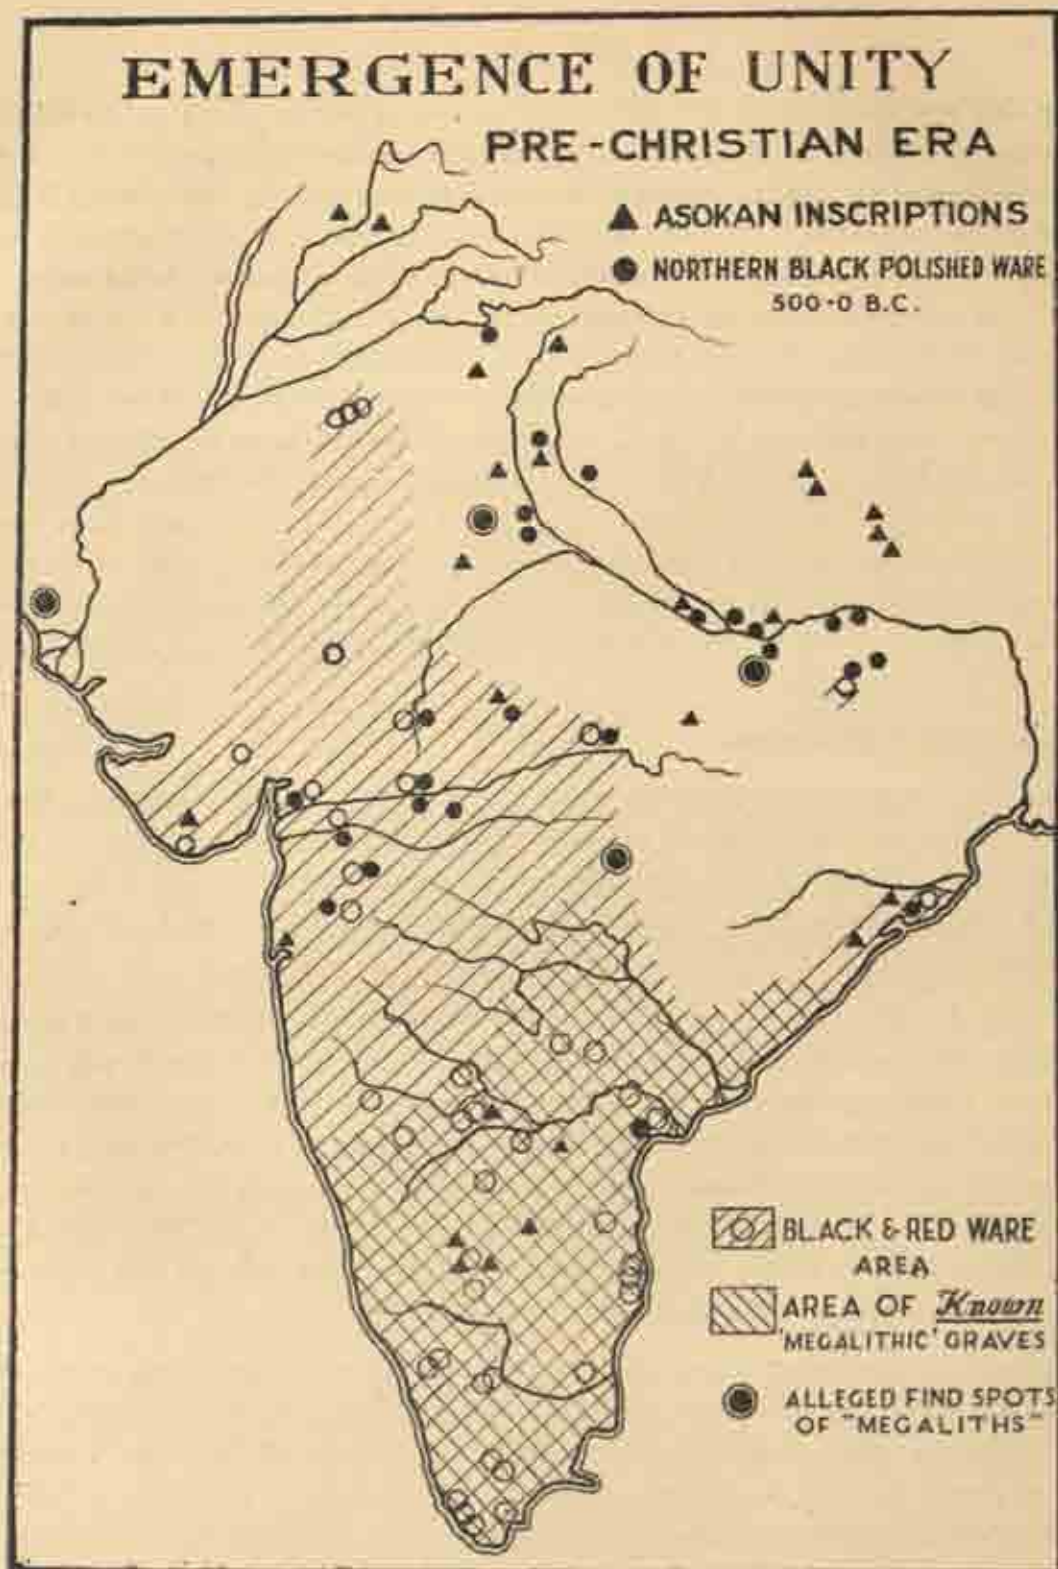 EMERGENCE OF UNITY
PRE-CHRISTIAN ERA
ASOKAN INSCRIPTIONS
NORTHERN BLACK POLISHED WARE
500-0 B.C.
BLACK & RED WARE
AREA
AREA OF Known
'MEGALITHIC' GRAVES
ALLEGED FIND SPOTS
OF "MEGALITHS"